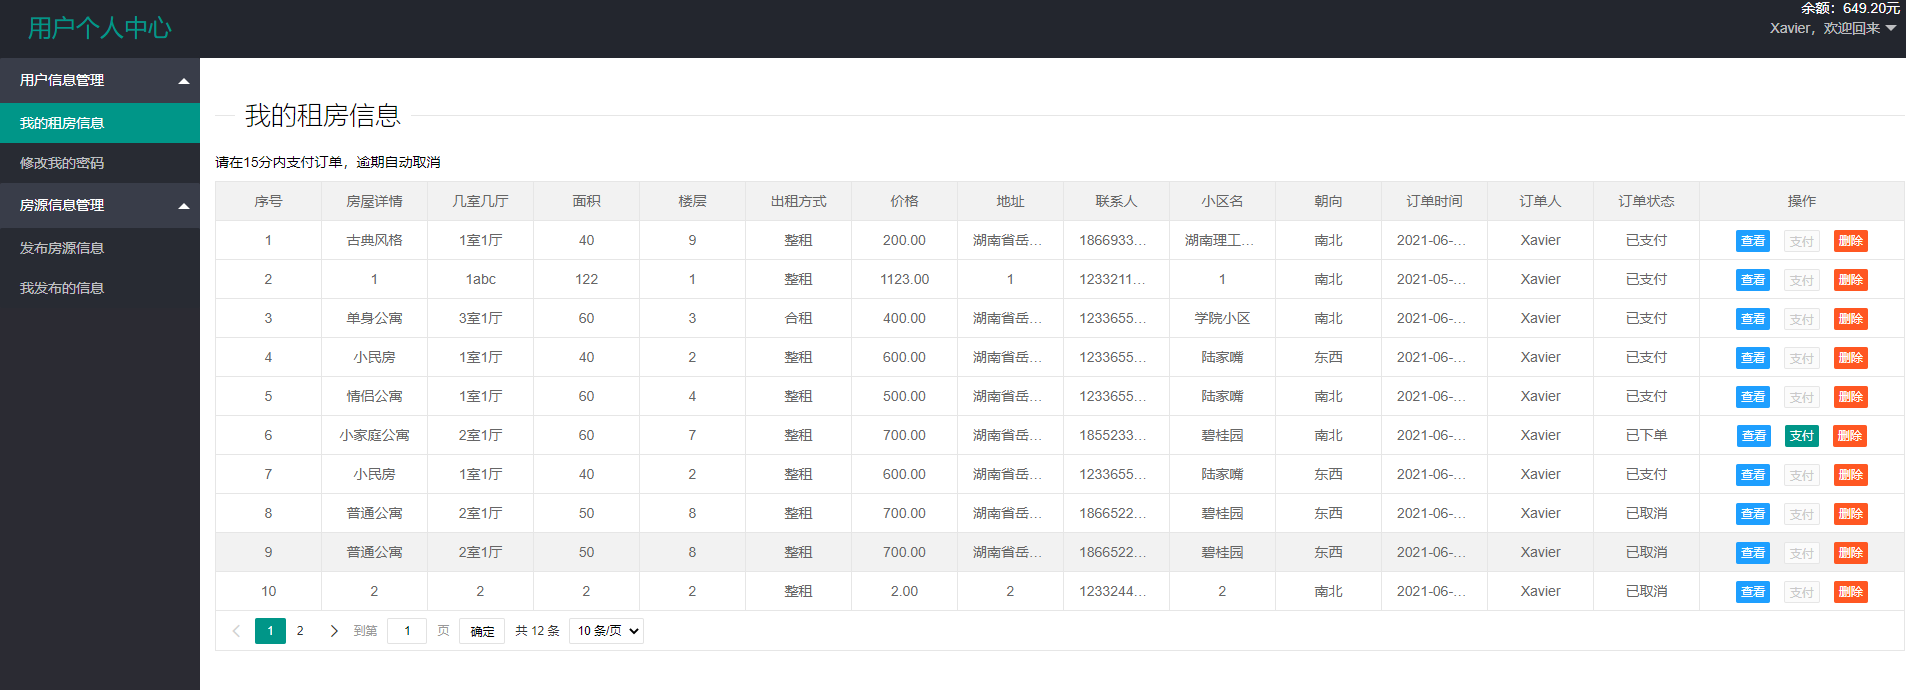 用户个人中心
余额：649.20元
Xavier，欢迎回来
用户信息管理
我的租房信息
修改我的密码
房源信息管理
发布房源信息
我发布的信息
我的租房信息
请在15分内支付订单，逾期自动取消
序号 房屋详情 几室几厅 面积 楼层 出租方式 价格 地址 联系人 小区名 朝向 订单时间 订单人 订单状态 操作
1 古典风格 1室1厅 40 9 整租 200.00 湖南省岳... 1866933... 湖南理工... 南北 2021-06-... Xavier 已支付 查看 支付 删除
2 1 1abc 122 1 整租 1123.00 1 1233211... 1 南北 2021-05-... Xavier 已支付 查看 支付 删除
3 单身公寓 3室1厅 60 3 合租 400.00 湖南省岳... 1233655... 学院小区 南北 2021-06-... Xavier 已支付 查看 支付 删除
4 小民房 1室1厅 40 2 整租 600.00 湖南省岳... 1233655... 陆家嘴 东西 2021-06-... Xavier 已支付 查看 支付 删除
5 情侣公寓 1室1厅 60 4 整租 500.00 湖南省岳... 1233655... 陆家嘴 南北 2021-06-... Xavier 已支付 查看 支付 删除
6 小家庭公寓 2室1厅 60 7 整租 700.00 湖南省岳... 1855233... 碧桂园 南北 2021-06-... Xavier 已下单 查看 支付 删除
7 小民房 1室1厅 40 2 整租 600.00 湖南省岳... 1233655... 陆家嘴 东西 2021-06-... Xavier 已支付 查看 支付 删除
8 普通公寓 2室1厅 50 8 整租 700.00 湖南省岳... 1866522... 碧桂园 东西 2021-06-... Xavier 已取消 查看 支付 删除
9 普通公寓 2室1厅 50 8 整租 700.00 湖南省岳... 1866522... 碧桂园 东西 2021-06-... Xavier 已取消 查看 支付 删除
10 2 2 2 2 整租 2.00 2 1233244... 2 南北 2021-06-... Xavier 已取消 查看 支付 删除
1 2 到第 1 页 确定 共 12 条 10 条/页